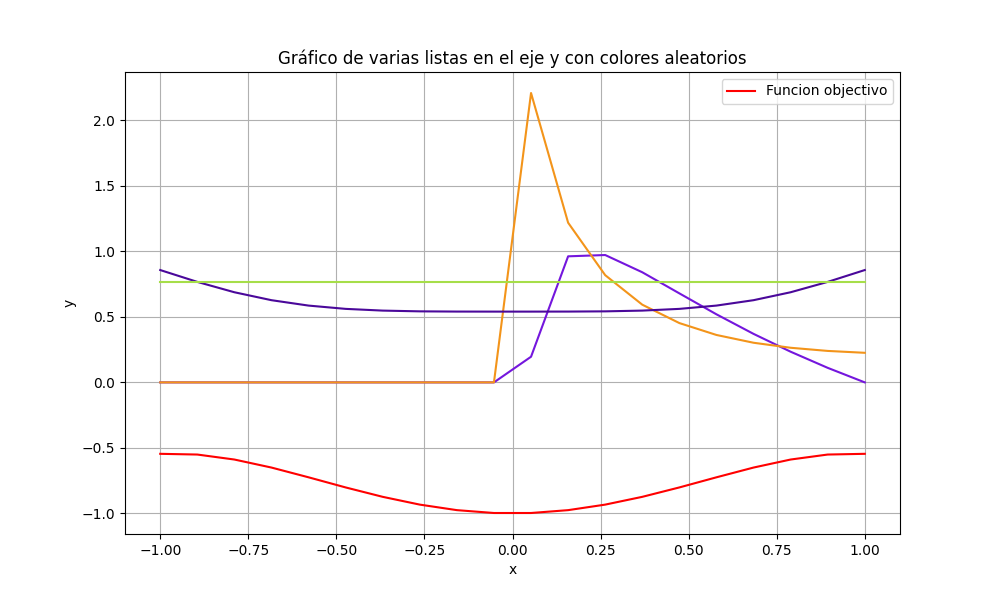 Gráfico de varias listas en el eje y con colores aleatorios
Funcion objectivo
2.0
1.5
1.0
0.5
0.0
−0.5
−1.0
y
−1.00 −0.75 −0.50 −0.25 0.00 0.25 0.50 0.75 1.00
x